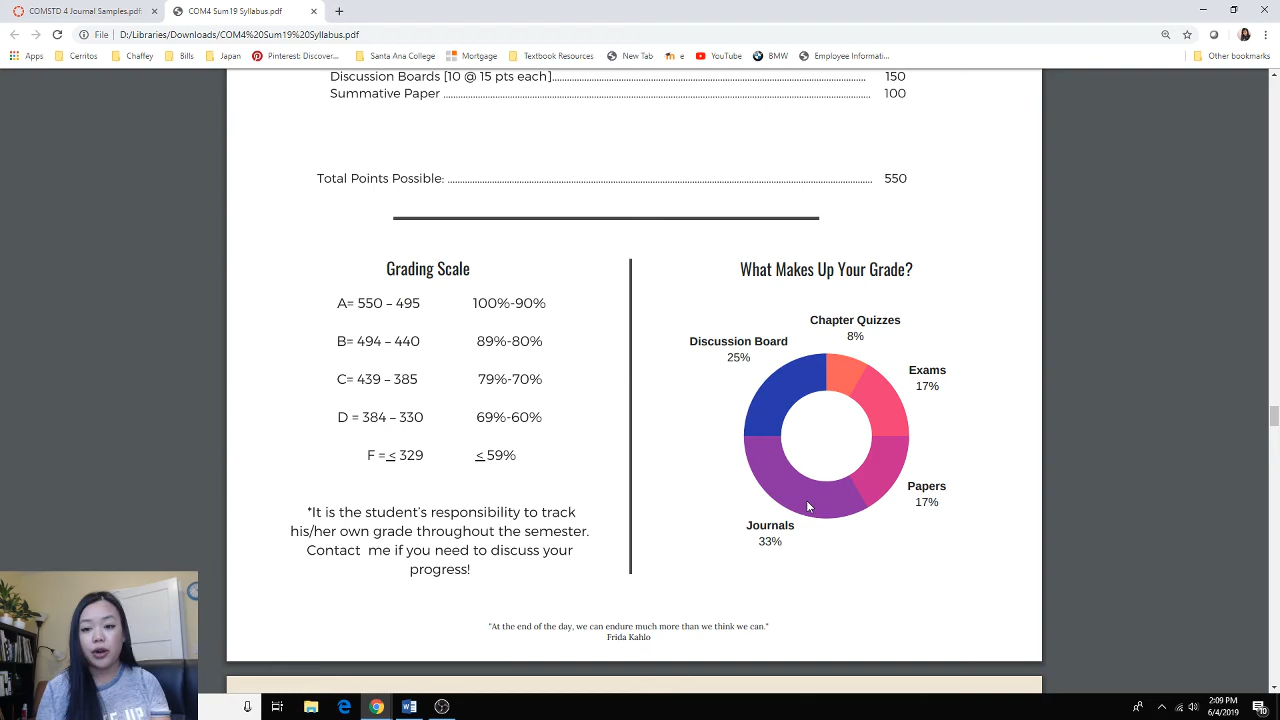 COMSTD 4 Journal Samples.pdf
COM4 Sum19 Syllabus.pdf
File | D:/Libraries/Downloads/COM4%20Sum19%20Syllabus.pdf
Apps Cerritos Chaffey Bills Japan Pinterest: Discover... Santa Ana College Mortgage Textbook Resources New Tab e YouTube BMW Employee Informati... Other bookmarks
Discussion Boards [10 @ 15 pts each] 150
Summative Paper 100
Total Points Possible: 550
Grading Scale
A= 550 – 495 100%-90%
B= 494 – 440 89%-80%
C= 439 – 385 79%-70%
D = 384 – 330 69%-60%
F = < 329 < 59%
*It is the student's responsibility to track
his/her own grade throughout the semester.
Contact me if you need to discuss your
progress!
What Makes Up Your Grade?
Chapter Quizzes
8%
Discussion Board
25%
Exams
17%
Papers
17%
Journals
33%
"At the end of the day, we can endure much more than we think we can."
Frida Kahlo
2:09 PM
6/4/2019